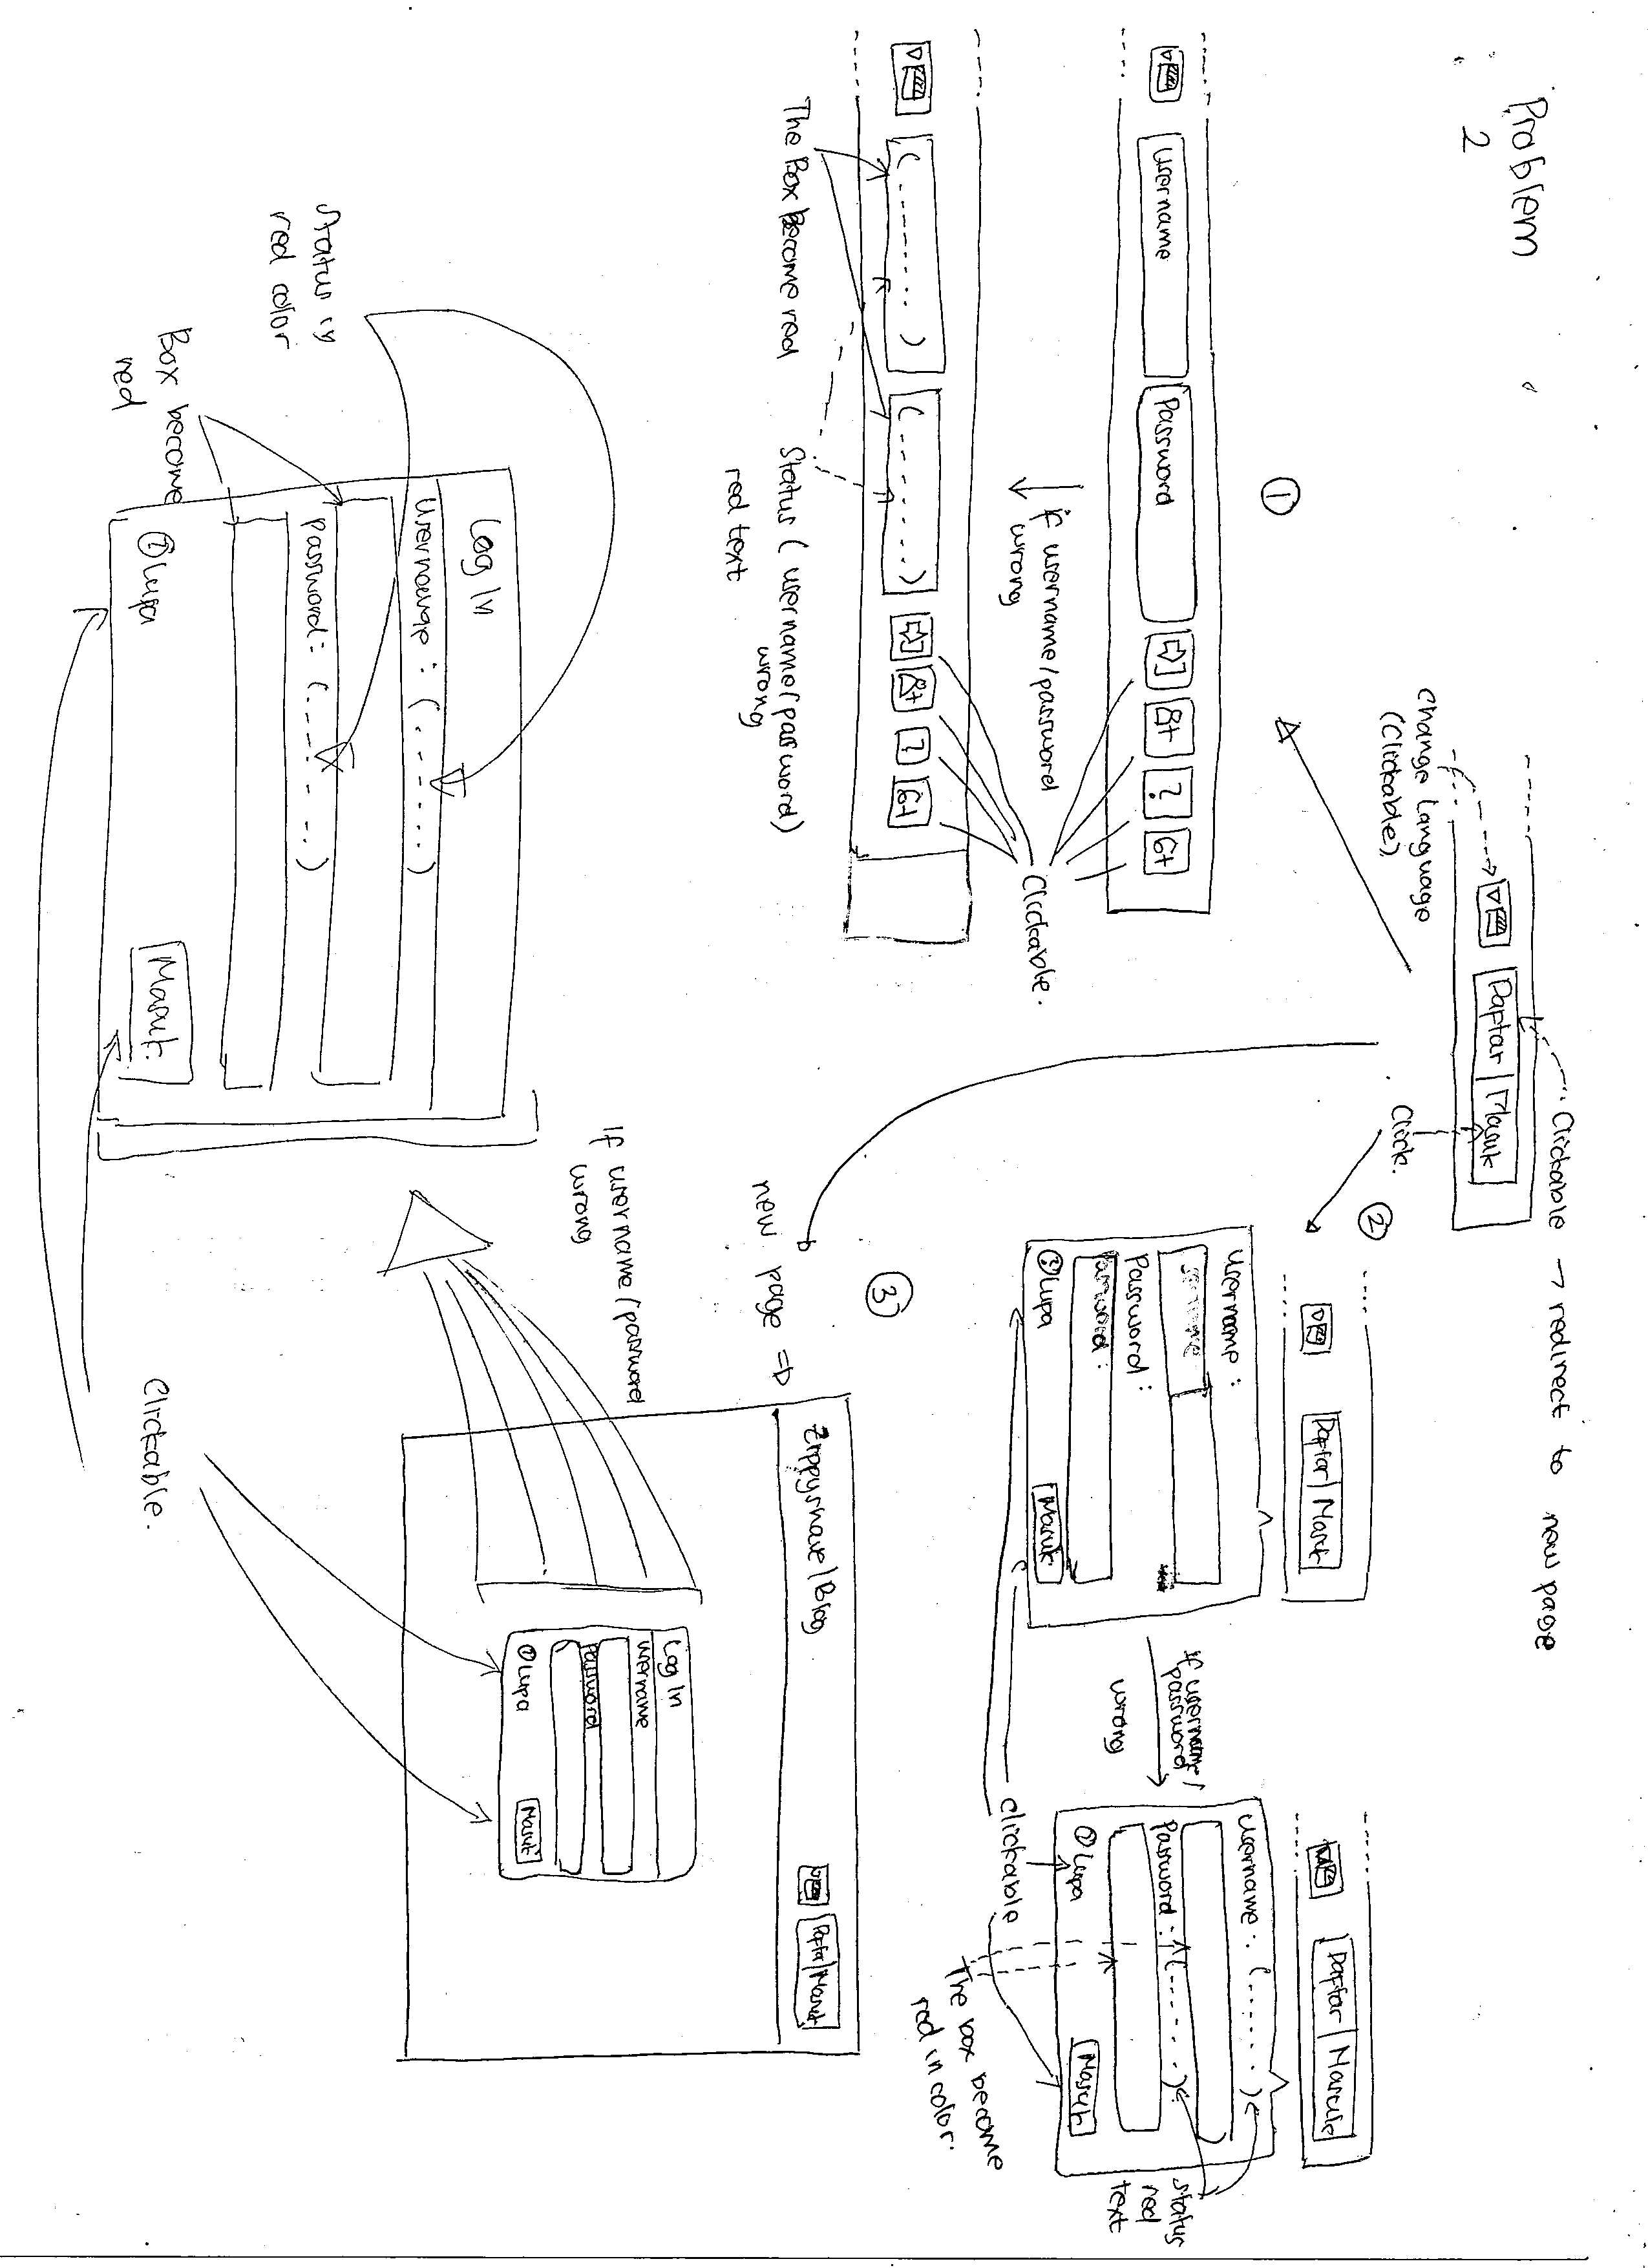 Problem
2
Clickable → redirect to new page
Daftar Masuk
Change Language
(Clickable)
Click.
1
username Password ? G+
if username/password
wrong
Clickable.
( ........ ) ( ....... ) ? G+
The Box Become red
Status ( username/password)
wrong
red text
2
Daftar Masuk
username :
username
Password :
Password :
? Lupa Masuk
if username/
password
wrong
Daftar Masuk
username : (......)
Password : (......)
? Lupa Masuk
status
red
text
clickable
The box become
red in color.
3
new page =>
Zippyshare/Blog Daftar Masuk
Log In
username
Password
? Lupa Masuk
If username/password
wrong
Log In
username : (.......)
password : (.......)
? Lupa Masuk.
Status in
red color
Box become
red
Clickable.